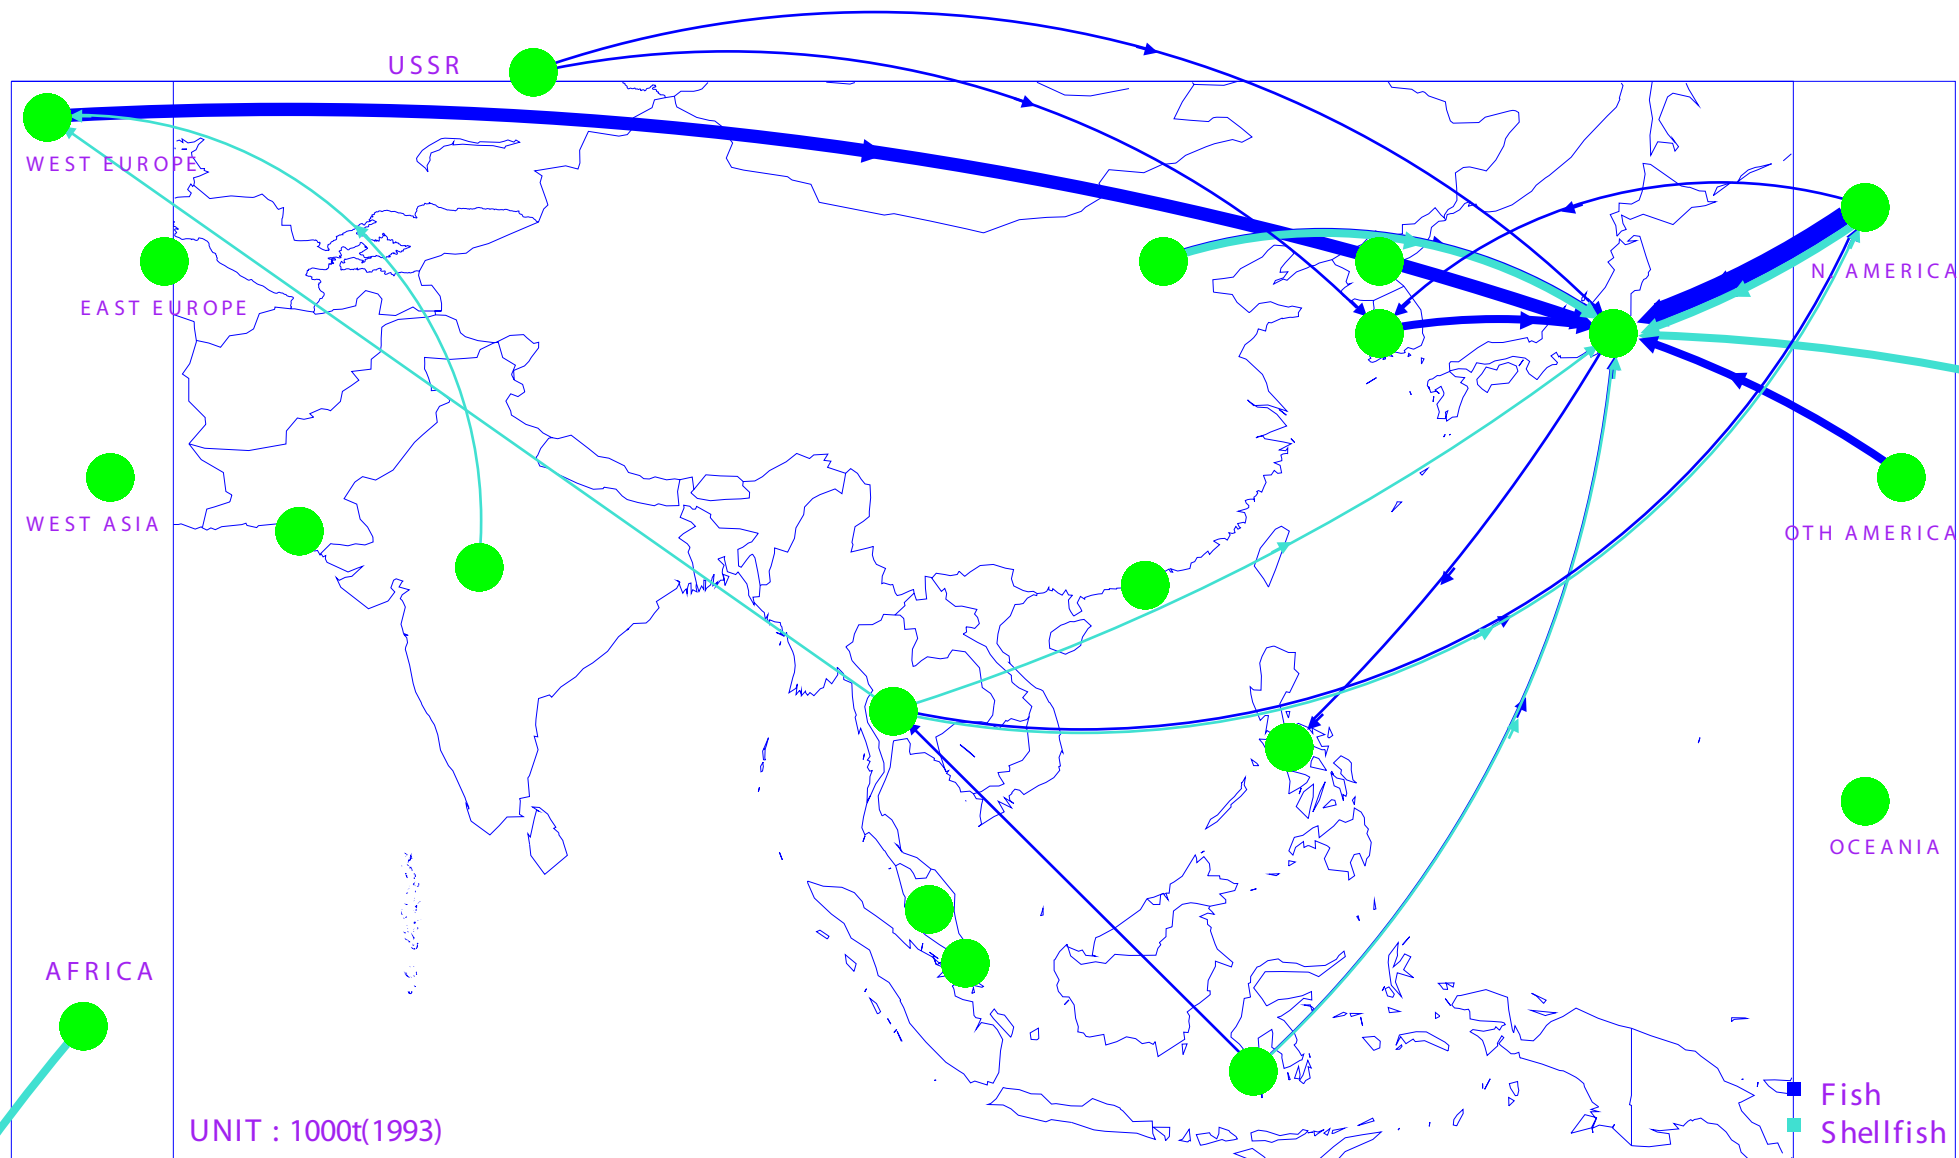 USSR
WEST EUROPE
EAST EUROPE
N. AMERICA
WEST ASIA
OTH AMERICA
OCEANIA
AFRICA
UNIT : 1000t(1993)
Fish
Shellfish